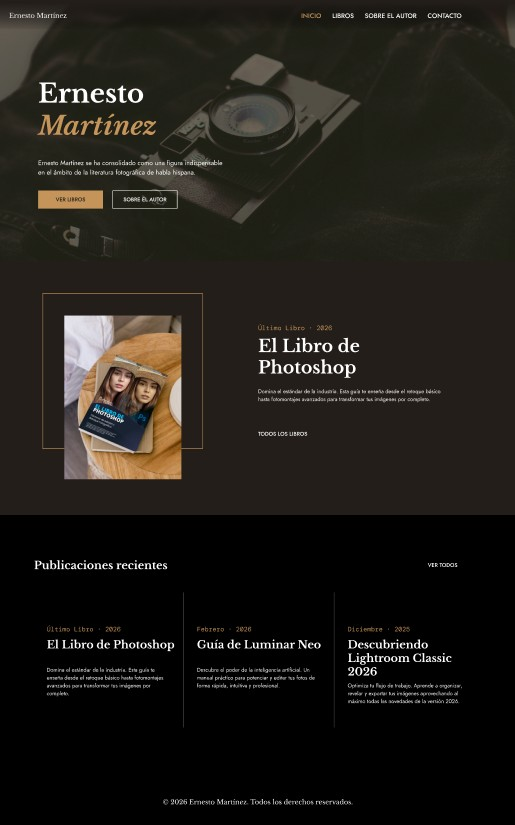 Ernesto Martínez
INICIO LIBROS SOBRE EL AUTOR CONTACTO
Ernesto
Martínez
Ernesto Martínez se ha consolidado como una figura indispensable
en el ámbito de la literatura fotográfica de habla hispana.
VER LIBROS
SOBRE EL AUTOR
Último Libro · 2026
El Libro de
Photoshop
Domina el estándar de la industria. Esta guía te enseña desde el retoque básico
hasta fotomontajes avanzados para transformar tus imágenes por completo.
TODOS LOS LIBROS
EL LIBRO DE
PHOTOSHOP
Ps
Publicaciones recientes
VER TODOS
Último Libro · 2026
El Libro de Photoshop
Domina el estándar de la industria. Esta guía te
enseña desde el retoque básico hasta fotomontajes
avanzados para transformar tus imágenes por
completo.
Febrero · 2026
Guía de Luminar Neo
Descubre el poder de la inteligencia artificial. Un
manual práctico para potenciar y editar tus fotos de
forma rápida, intuitiva y profesional.
Diciembre · 2025
Descubriendo
Lightroom Classic
2026
Optimiza tu flujo de trabajo. Aprende a organizar,
revelar y exportar tus imágenes aprovechando al
máximo todas las novedades de la versión 2026.
© 2026 Ernesto Martínez. Todos los derechos reservados.